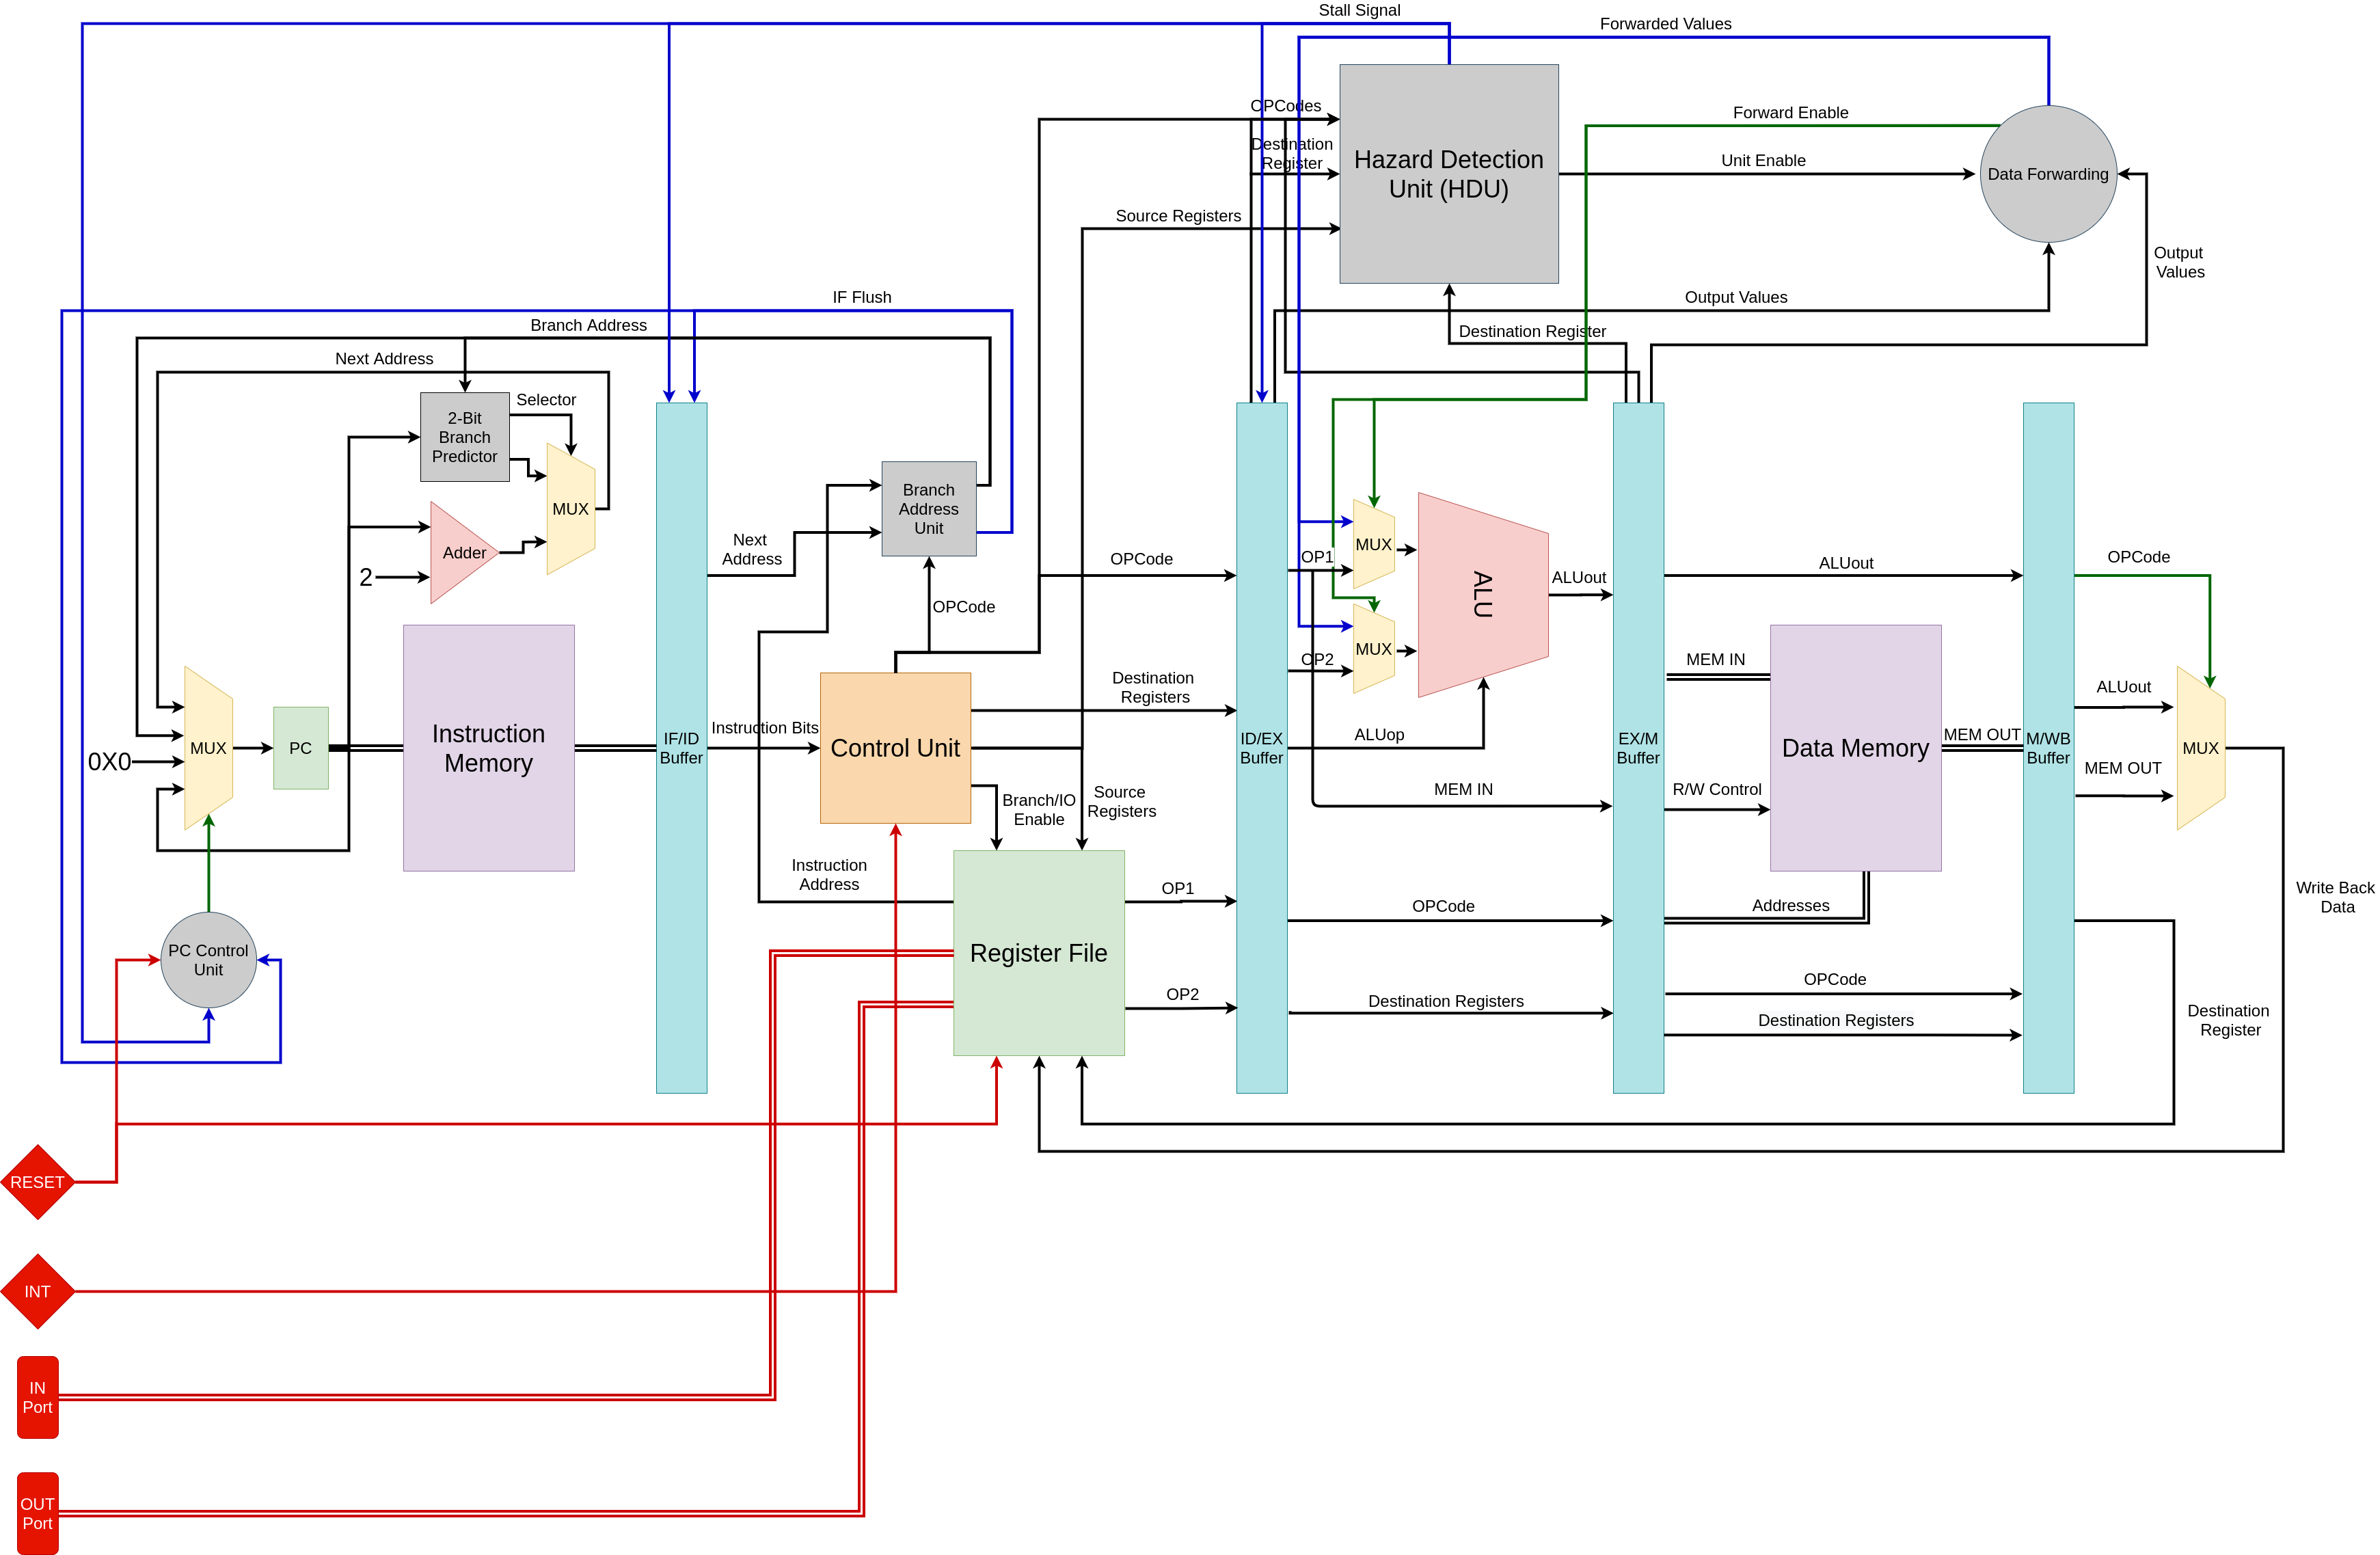 Stall Signal
Forwarded Values
OPCodes
Forward Enable
Destination
Register
Hazard Detection
Unit (HDU)
Unit Enable
Data Forwarding
Source Registers
Output
Values
IF Flush
Output Values
Branch Address
Destination Register
Next Address
Selector
2-Bit
Branch
Predictor
MUX
Adder
2
Branch
Address
Unit
Next
Address
OPCode
OPCode
OP1
MUX
ALU
ALUout
ALUout
OPCode
MUX
OP2
MEM IN
Destination
Registers
ALUout
0X0
MUX
PC
Instruction
Memory
IF/ID
Buffer
Instruction Bits
Control Unit
ID/EX
Buffer
ALUop
EX/M
Buffer
Data Memory
MEM OUT
M/WB
Buffer
MEM OUT
MUX
Branch/IO
Enable
Source
Registers
MEM IN
R/W Control
Instruction
Address
OP1
OPCode
Addresses
Write Back
Data
PC Control
Unit
Register File
OP2
Destination Registers
OPCode
Destination Registers
Destination
Register
RESET
INT
IN
Port
OUT
Port